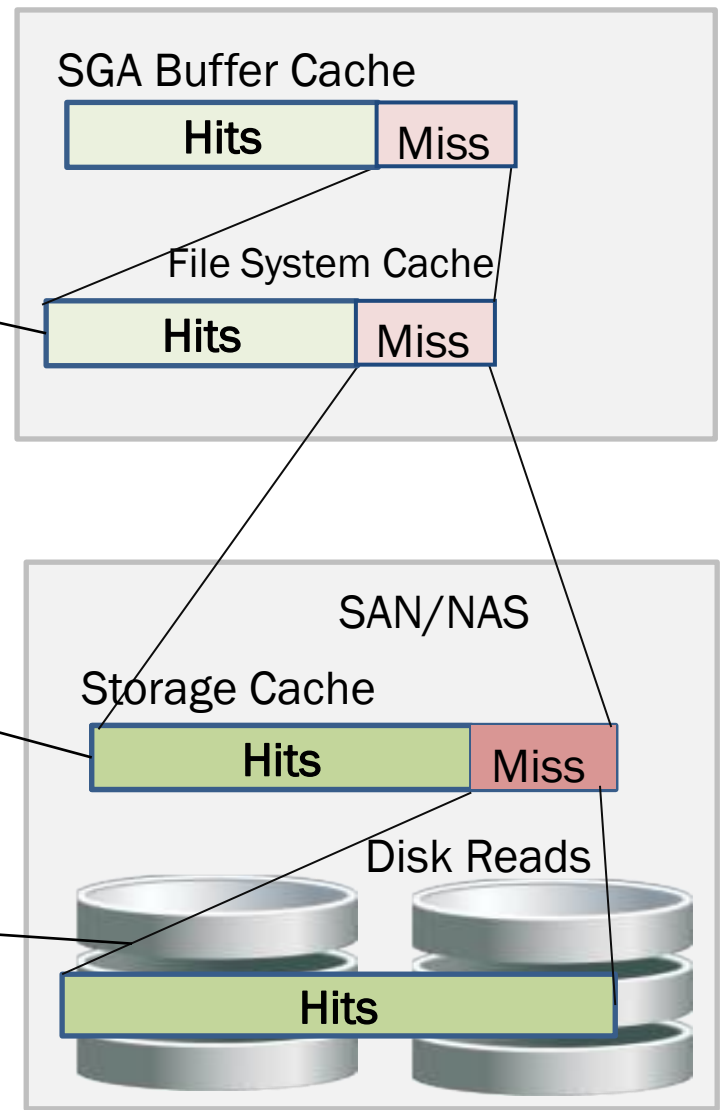 SGA Buffer Cache
Hits Miss
File System Cache
Hits Miss
SAN/NAS
Storage Cache
Hits Miss
Disk Reads
Hits